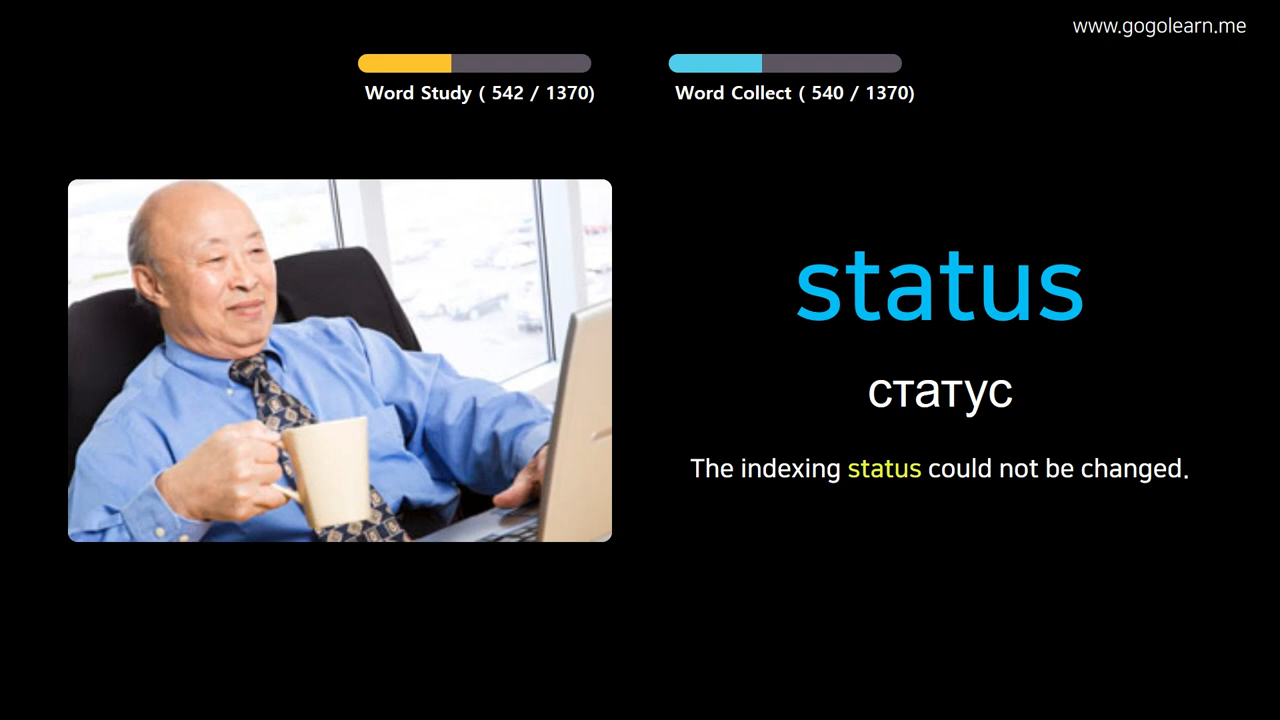 www.gogolearn.me
Word Study ( 542 / 1370)
Word Collect ( 540 / 1370)
status
статус
The indexing status could not be changed.